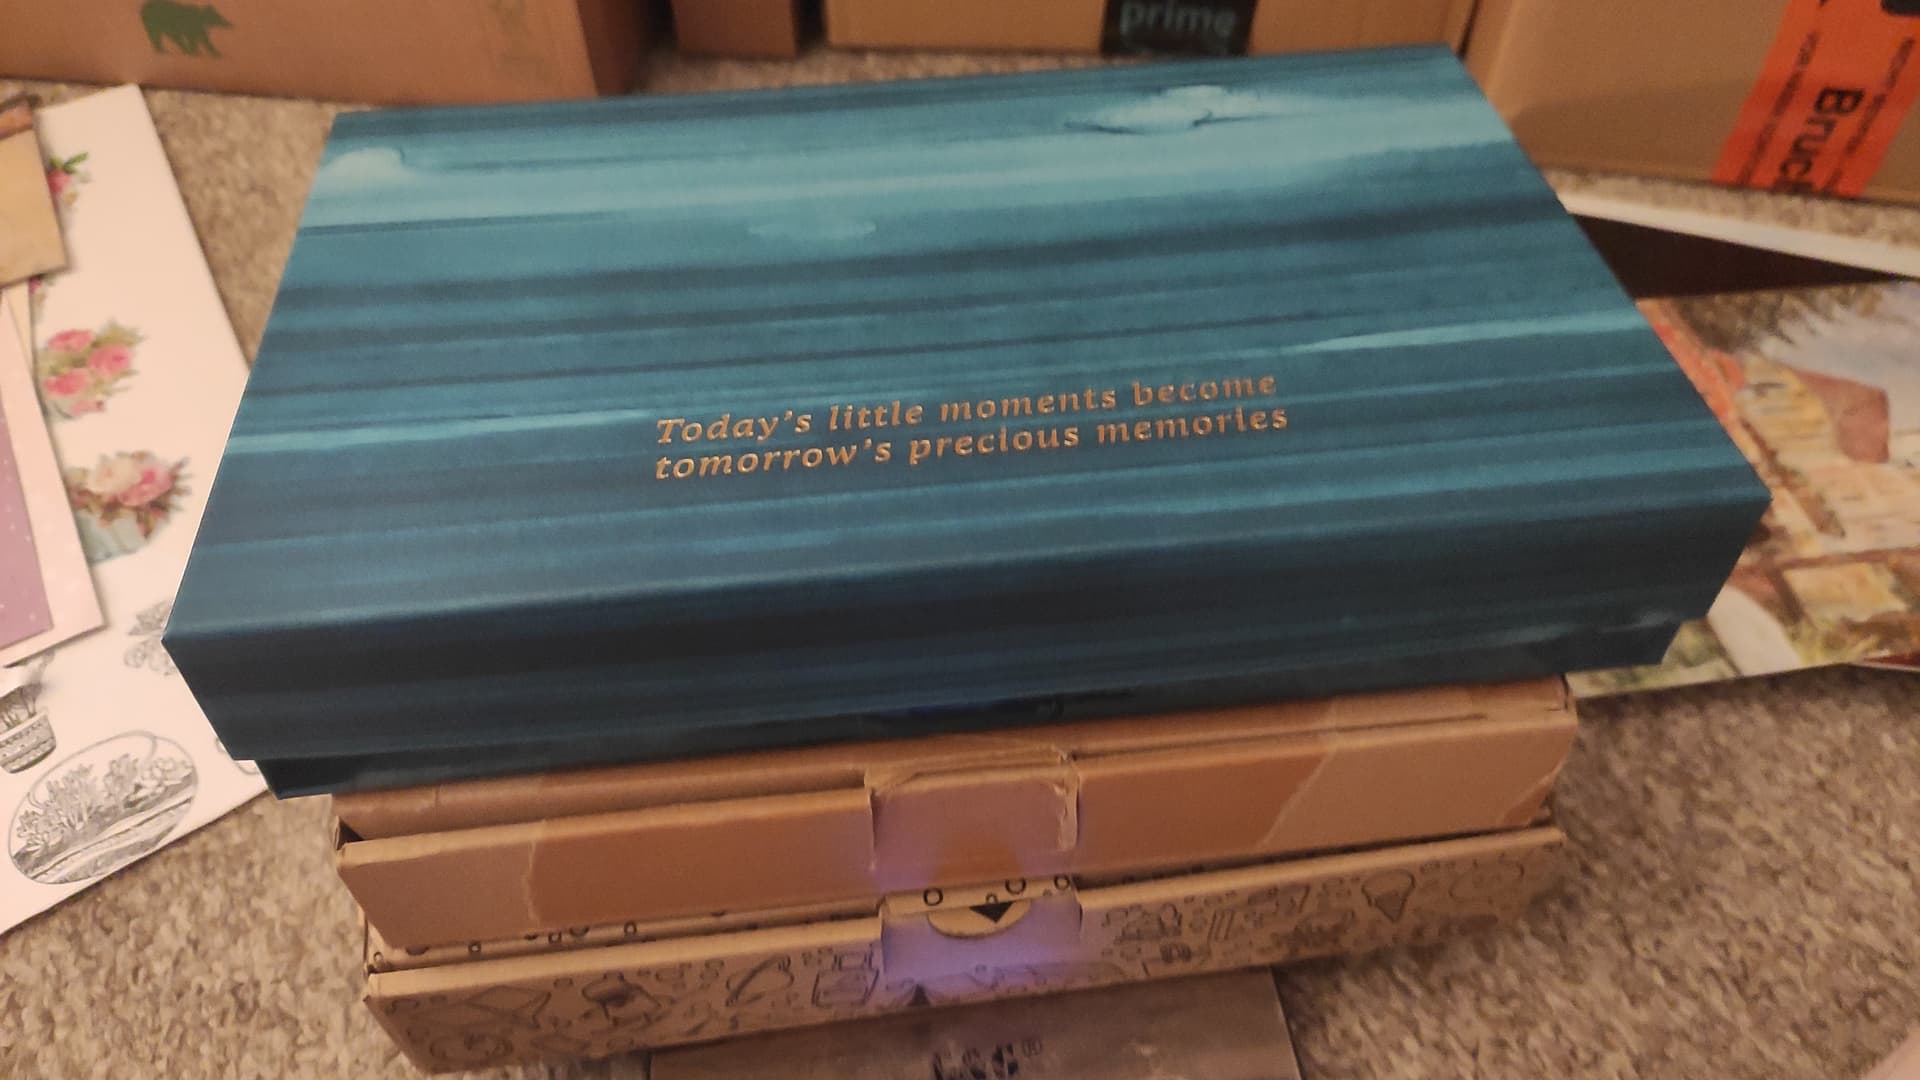 prime
Bruc
Today's little moments become
tomorrow's precious memories